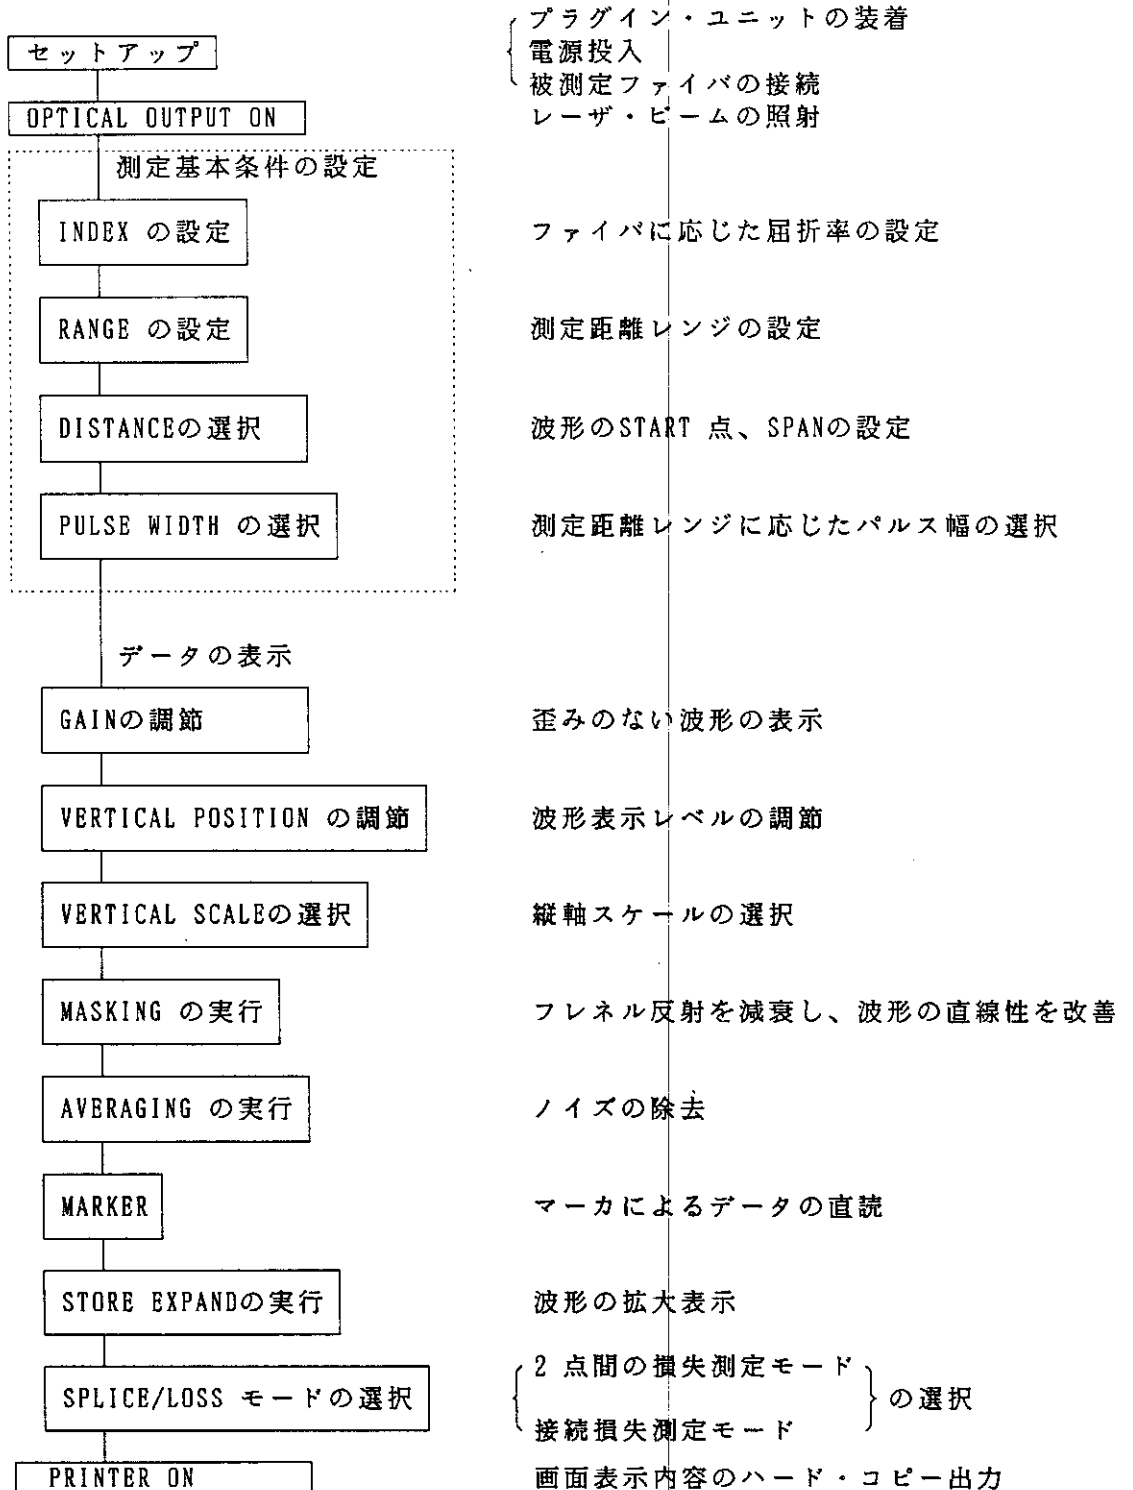 プラグイン・ユニットの装着
セットアップ
電源投入
被測定ファイバの接続
OPTICAL OUTPUT ON
レーザ・ビームの照射
測定基本条件の設定
INDEX の設定
ファイバに応じた屈折率の設定
RANGE の設定
測定距離レンジの設定
DISTANCEの選択
波形のSTART 点、SPANの設定
PULSE WIDTH の選択
測定距離レンジに応じたパルス幅の選択
データの表示
GAINの調節
歪みのない波形の表示
VERTICAL POSITION の調節
波形表示レベルの調節
VERTICAL SCALEの選択
縦軸スケールの選択
MASKING の実行
フレネル反射を減衰し、波形の直線性を改善
AVERAGING の実行
ノイズの除去
MARKER
マーカによるデータの直読
STORE EXPANDの実行
波形の拡大表示
SPLICE/LOSS モードの選択
2 点間の損失測定モード
の選択
接続損失測定モード
PRINTER ON
画面表示内容のハード・コピー出力